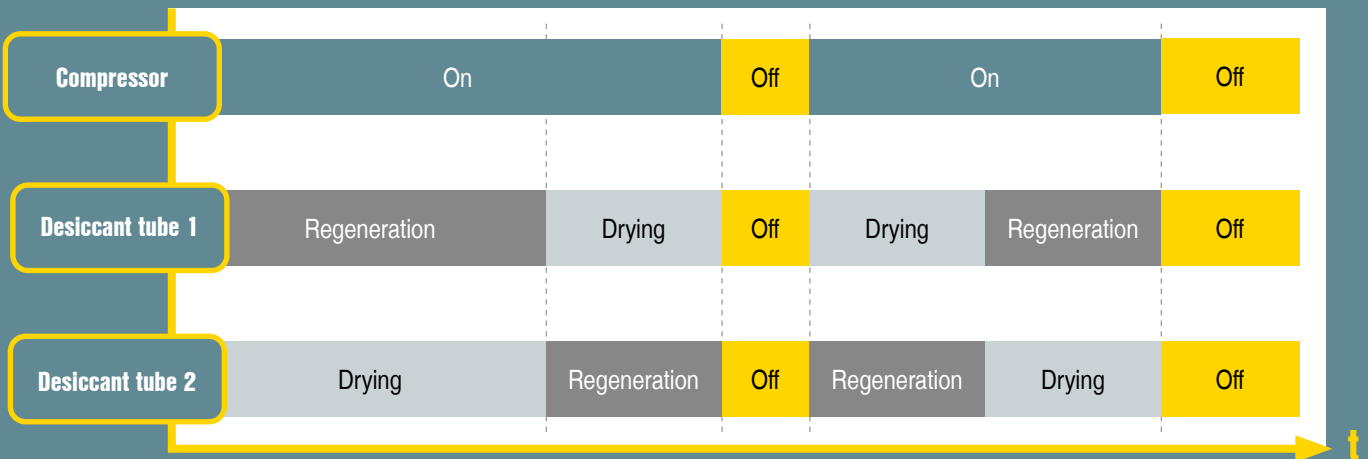 Compressor
On
Off
On
Off
Desiccant tube 1
Regeneration
Drying
Off
Drying
Regeneration
Off
Desiccant tube 2
Drying
Regeneration
Off
Regeneration
Drying
Off
t